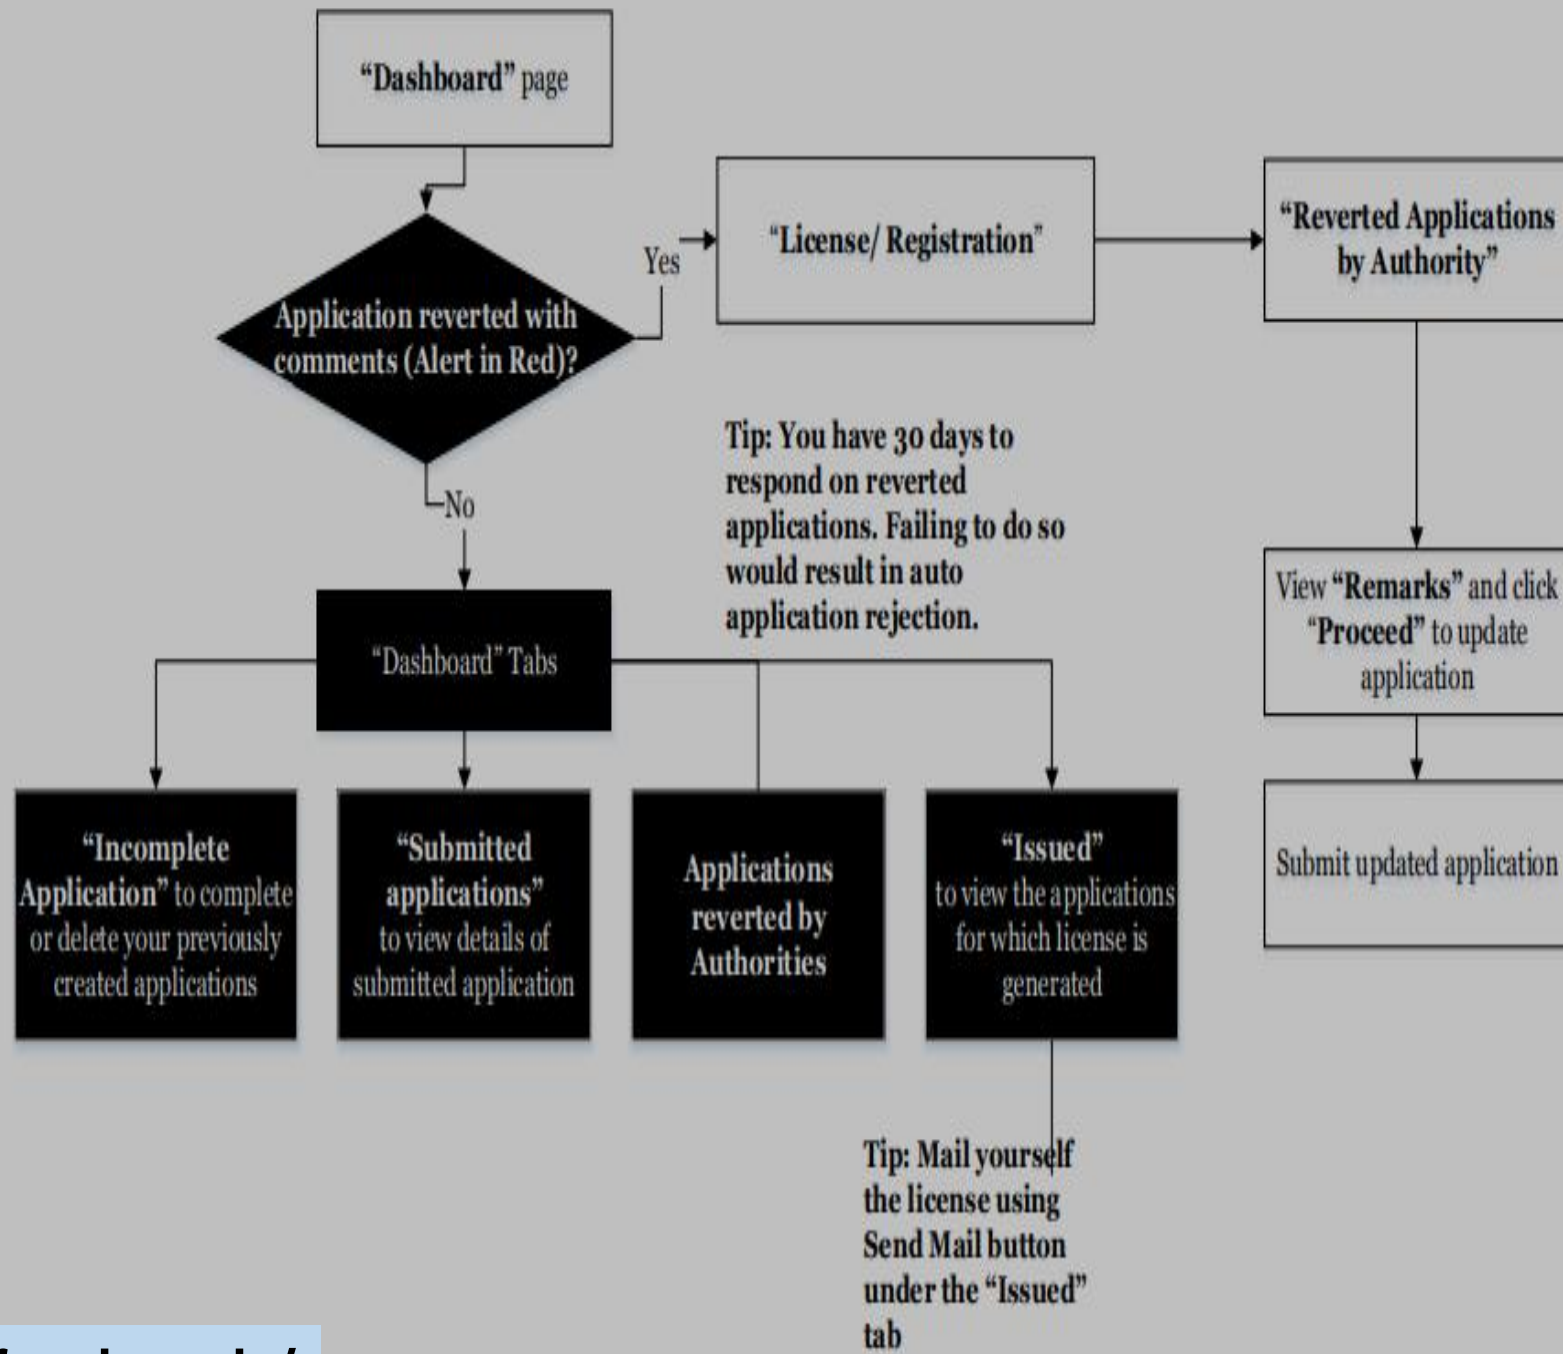 “Dashboard” page
“License/ Registration”
“Reverted Applications
by Authority”
Yes
Application reverted with
comments (Alert in Red)?
No
Tip: You have 30 days to
respond on reverted
applications. Failing to do so
would result in auto
application rejection.
View “Remarks” and click
“Proceed” to update
application
“Dashboard” Tabs
Submit updated application
“Incomplete
Application” to complete
or delete your previously
created applications
“Submitted
applications”
to view details of
submitted application
Applications
reverted by
Authorities
“Issued”
to view the applications
for which license is
generated
Tip: Mail yourself
the license using
Send Mail button
under the “Issued”
tab